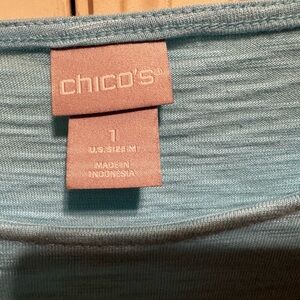 chico's®
1
U.S. SIZE M
MADE IN
INDONESIA